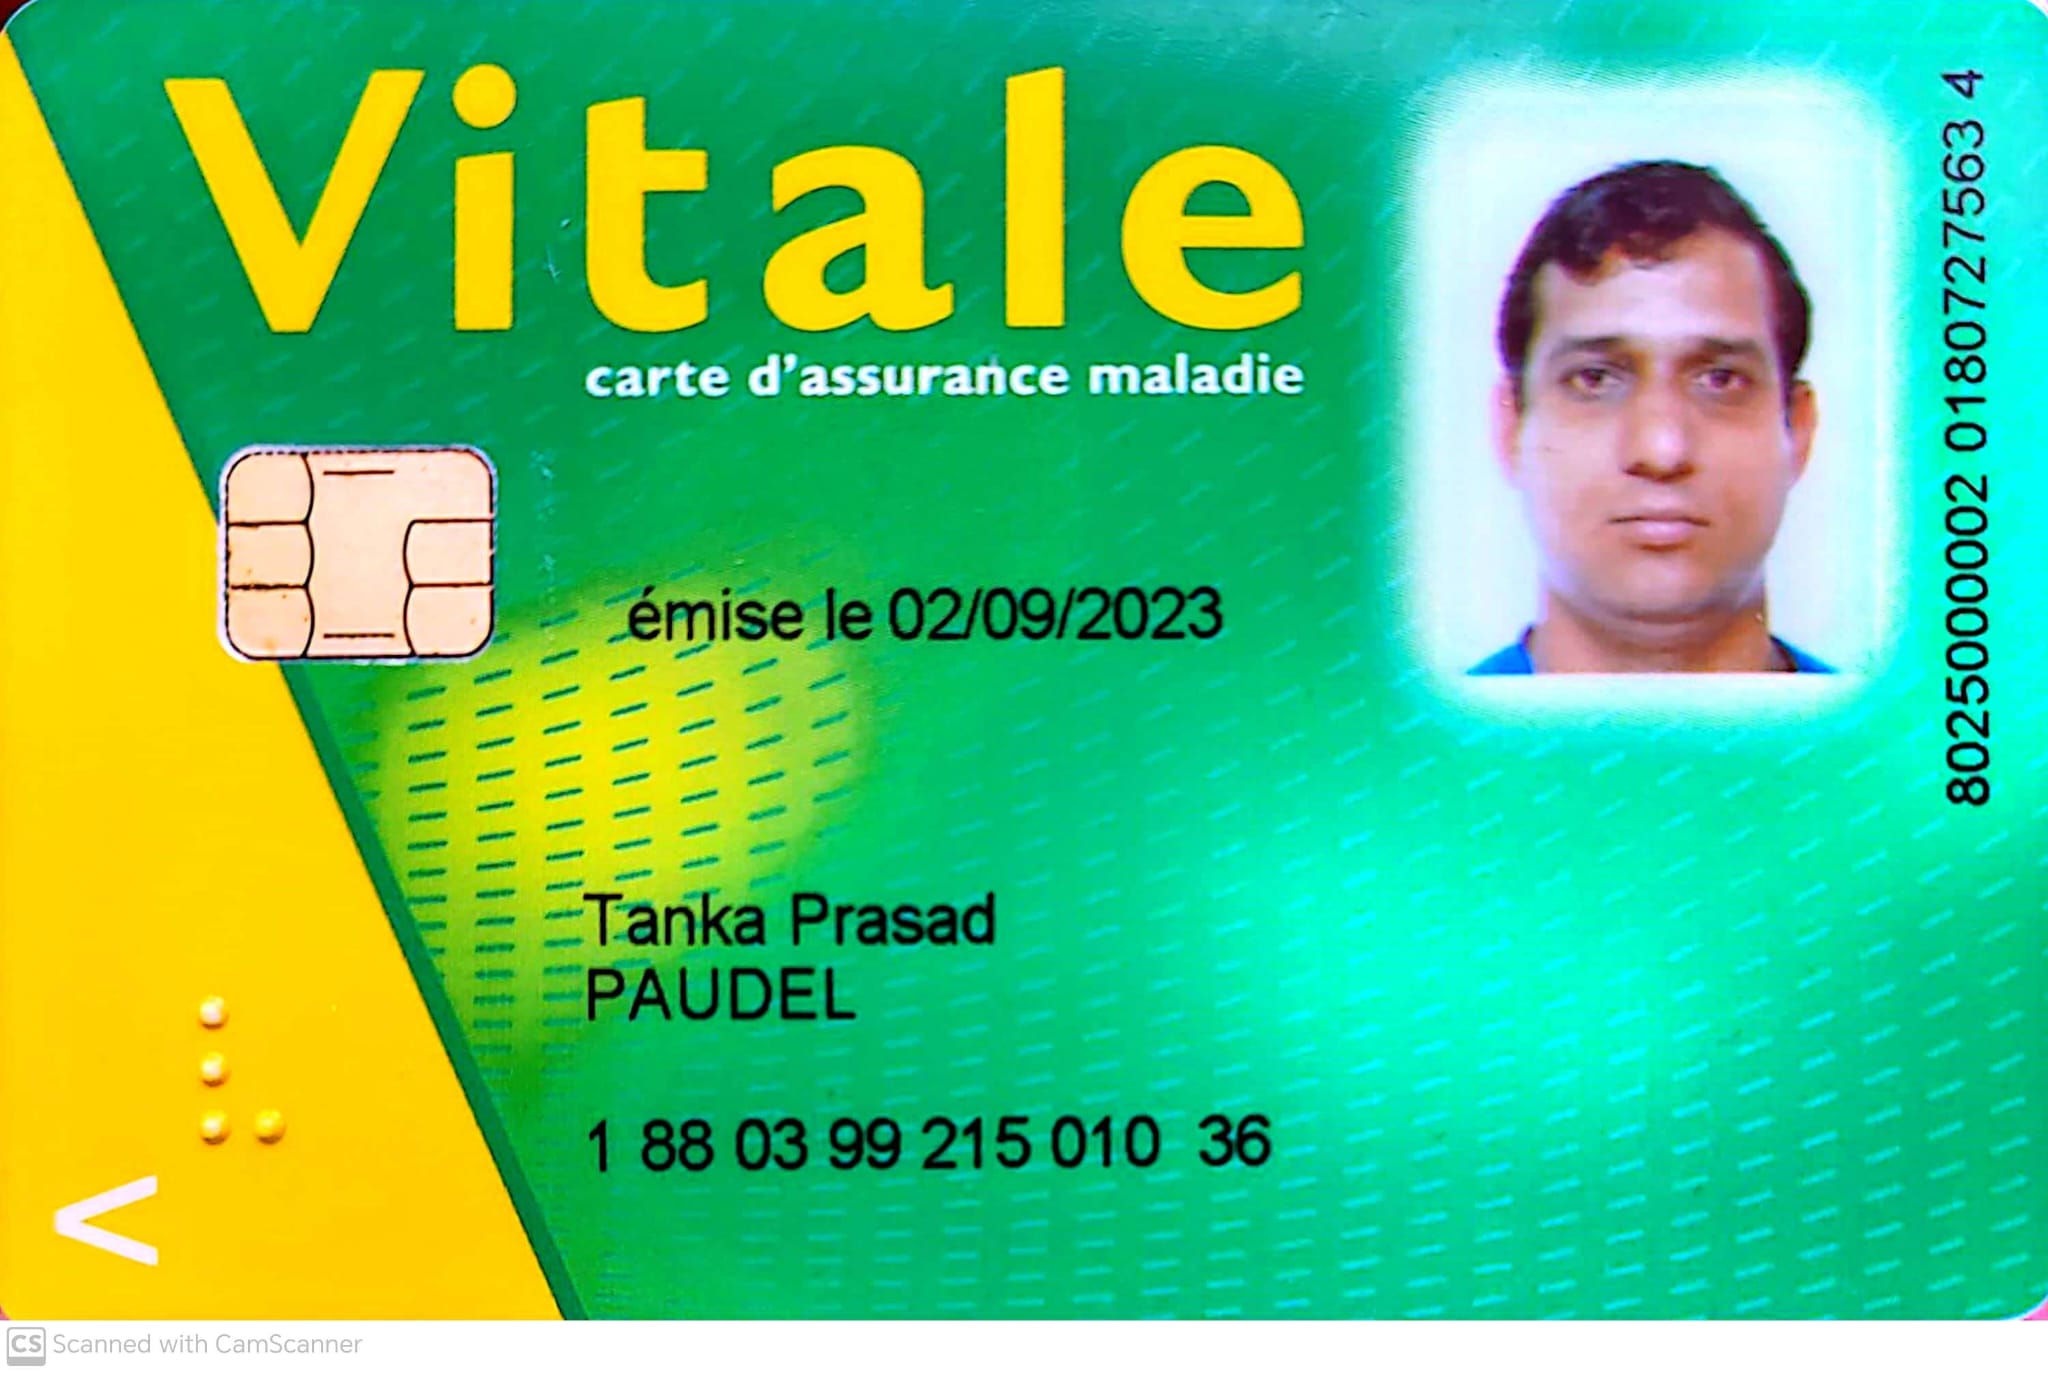 Vitale
carte d'assurance maladie
émise le 02/09/2023
Tanka Prasad
PAUDEL
1 88 03 99 215 010 36
8025000002 0180727563 4
CS Scanned with CamScanner